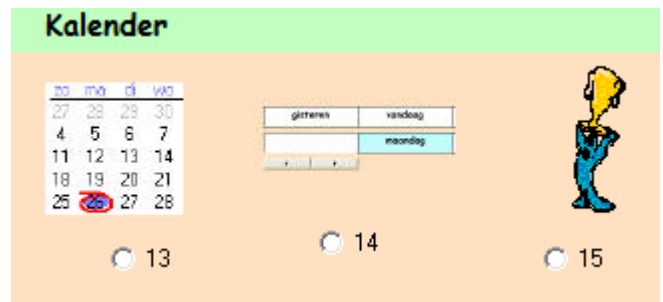 Kalender
zo ma di wo
27 28 29 30
4 5 6 7
11 12 13 14
18 19 20 21
25 26 27 28
gisteren vandaag
maandag
13
14
15